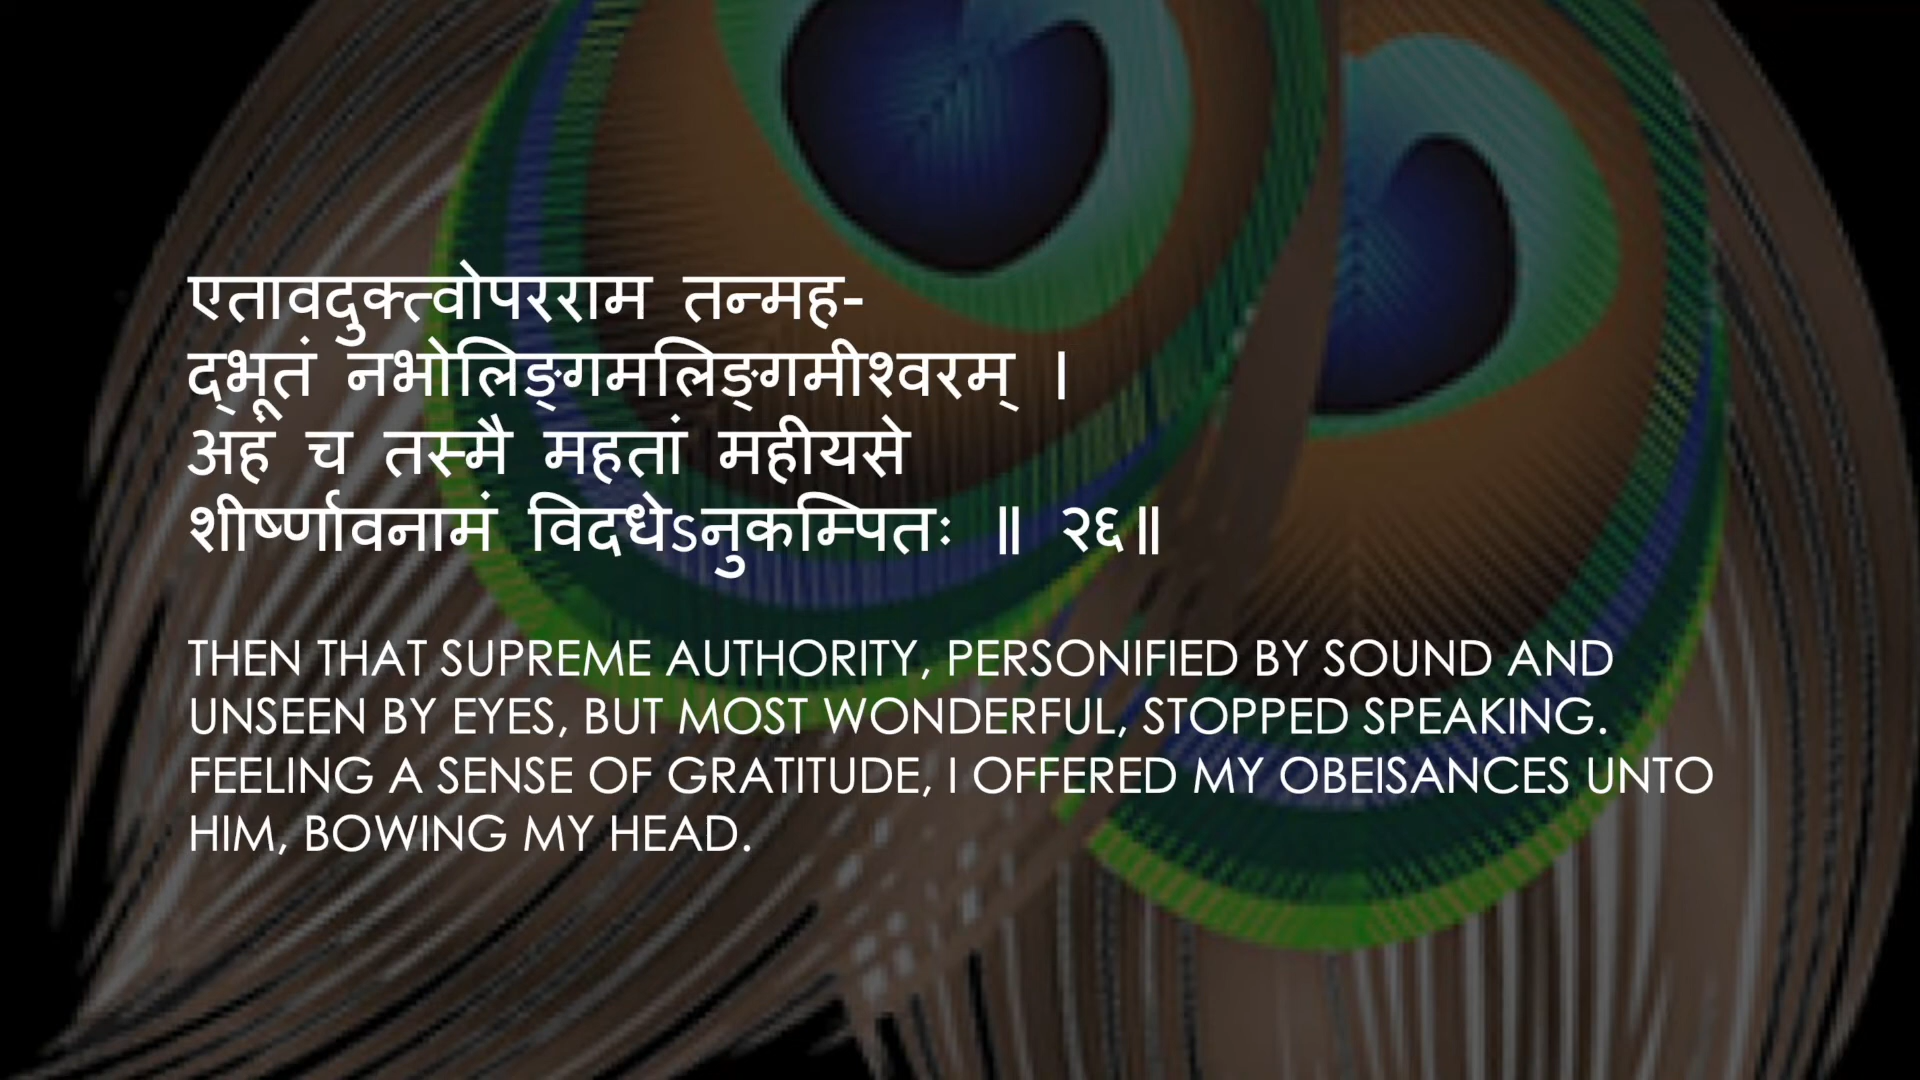 एतावदुक्त्वोपरराम तन्मह-
द्‍भूतं नभोलिङ्गमलिङ्गमीश्वरम् ।
अहं च तस्मै महतां महीयसे
शीर्ष्णावनामं विदधेऽनुकम्पितः ॥ २६॥
THEN THAT SUPREME AUTHORITY, PERSONIFIED BY SOUND AND
UNSEEN BY EYES, BUT MOST WONDERFUL, STOPPED SPEAKING.
FEELING A SENSE OF GRATITUDE, I OFFERED MY OBEISANCES UNTO
HIM, BOWING MY HEAD.